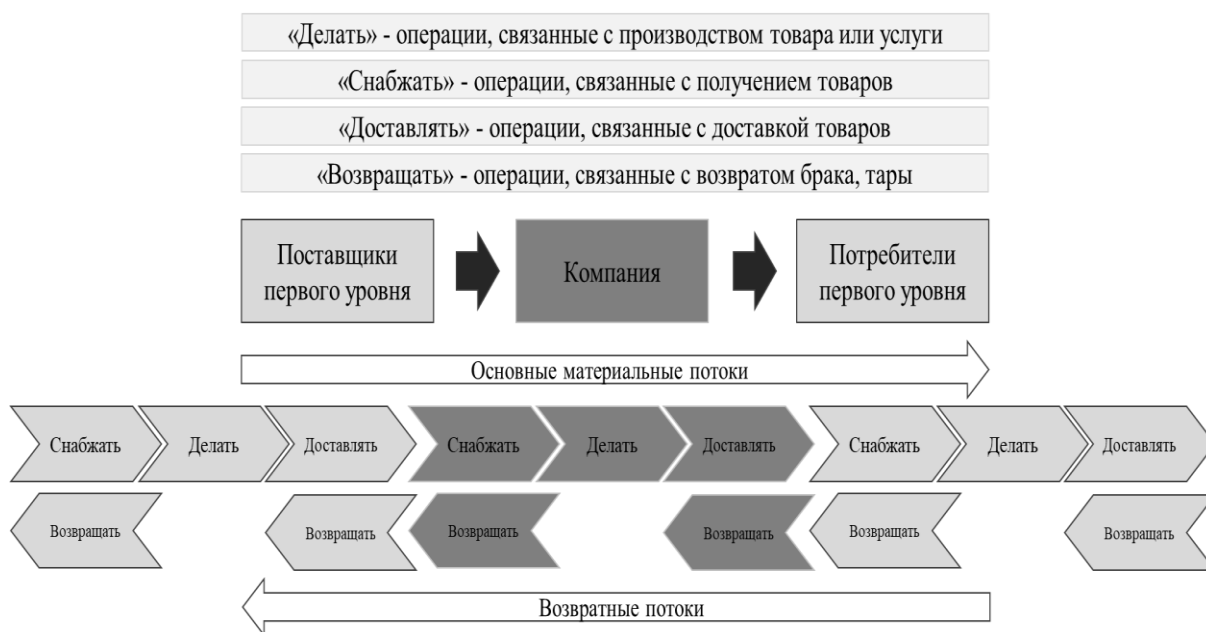 «Делать» - операции, связанные с производством товара или услуги
«Снабжать» - операции, связанные с получением товаров
«Доставлять» - операции, связанные с доставкой товаров
«Возвращать» - операции, связанные с возвратом брака, тары
Поставщики
первого уровня
Компания
Потребители
первого уровня
Основные материальные потоки
Снабжать
Делать
Доставлять
Снабжать
Делать
Доставлять
Снабжать
Делать
Доставлять
Возвращать
Возвращать
Возвращать
Возвращать
Возвращать
Возвращать
Возвратные потоки